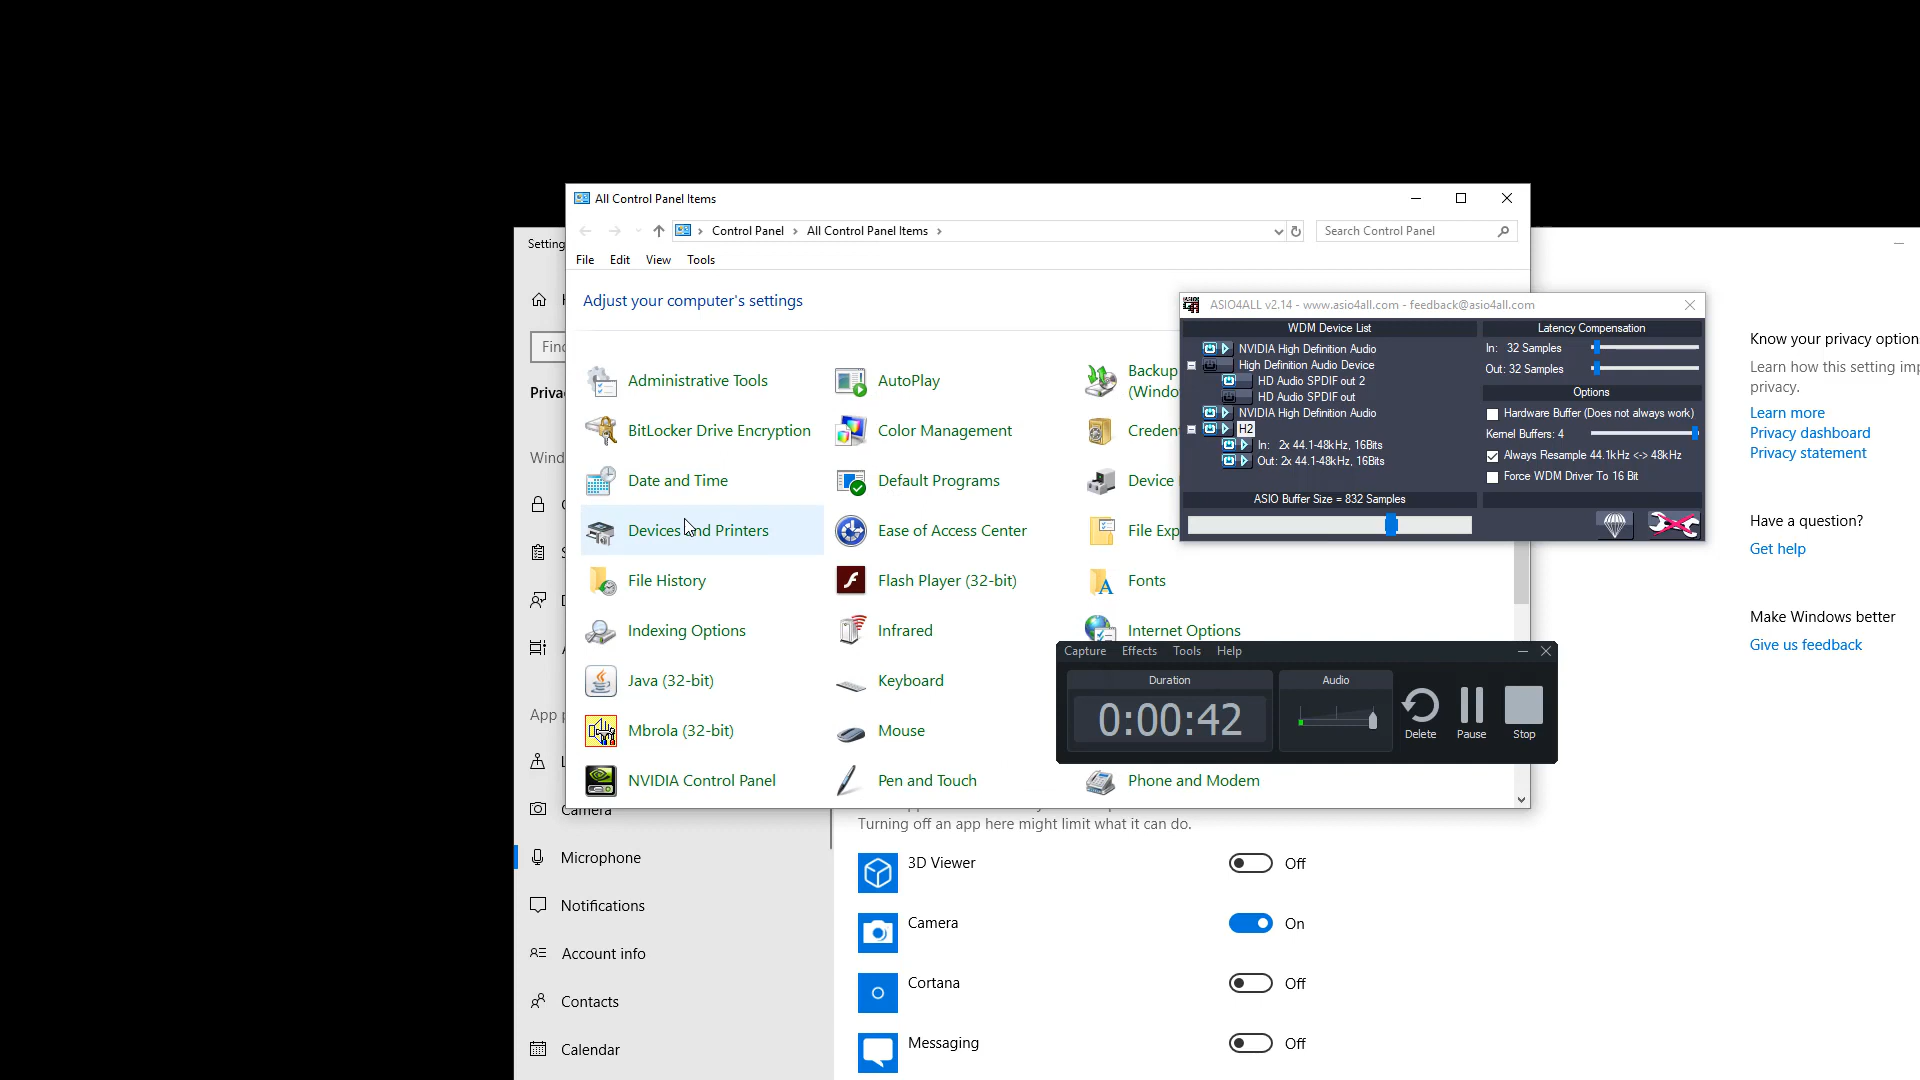 All Control Panel Items
Control Panel
All Control Panel Items
Search Control Panel
File
Edit
View
Tools
Adjust your computer's settings
Administrative Tools
AutoPlay
Backup
BitLocker Drive Encryption
Color Management
Date and Time
Default Programs
Device
Devices and Printers
Ease of Access Center
File History
Flash Player (32-bit)
Fonts
Indexing Options
Infrared
Internet Options
Java (32-bit)
Keyboard
Mbrola (32-bit)
Mouse
NVIDIA Control Panel
Pen and Touch
Phone and Modem
ASIO4ALL v2.14 - www.asio4all.com - feedback@asio4all.com
WDM Device List
NVIDIA High Definition Audio
High Definition Audio Device
HD Audio SPDIF out 2
HD Audio SPDIF out
NVIDIA High Definition Audio
H2
In: 2x 44.1-48kHz, 16Bits
Out: 2x 44.1-48kHz, 16Bits
ASIO Buffer Size = 832 Samples
Latency Compensation
In: 32 Samples
Out: 32 Samples
Options
Hardware Buffer (Does not always work)
Kernel Buffers: 4
Always Resample 44.1kHz <-> 48kHz
Force WDM Driver To 16 Bit
Capture
Effects
Tools
Help
Duration
0:00:42
Audio
Delete
Pause
Stop
Know your privacy options
Learn how this setting
privacy.
Learn more
Privacy dashboard
Privacy statement
Have a question?
Get help
Make Windows better
Give us feedback
Camera
Microphone
Notifications
Account info
Contacts
Calendar
Turning off an app here might limit what it can do.
3D Viewer
Off
Camera
On
Cortana
Off
Messaging
Off